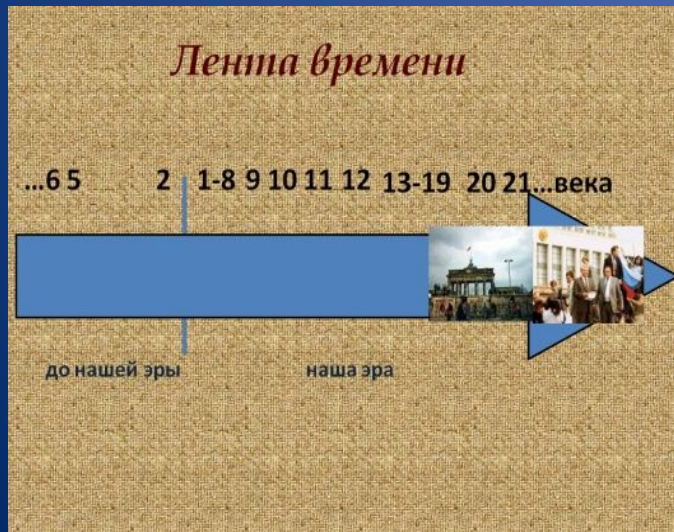 Лента времени
...6 5 2 1-8 9 10 11 12 13-19 20 21...века
до нашей эры наша эра